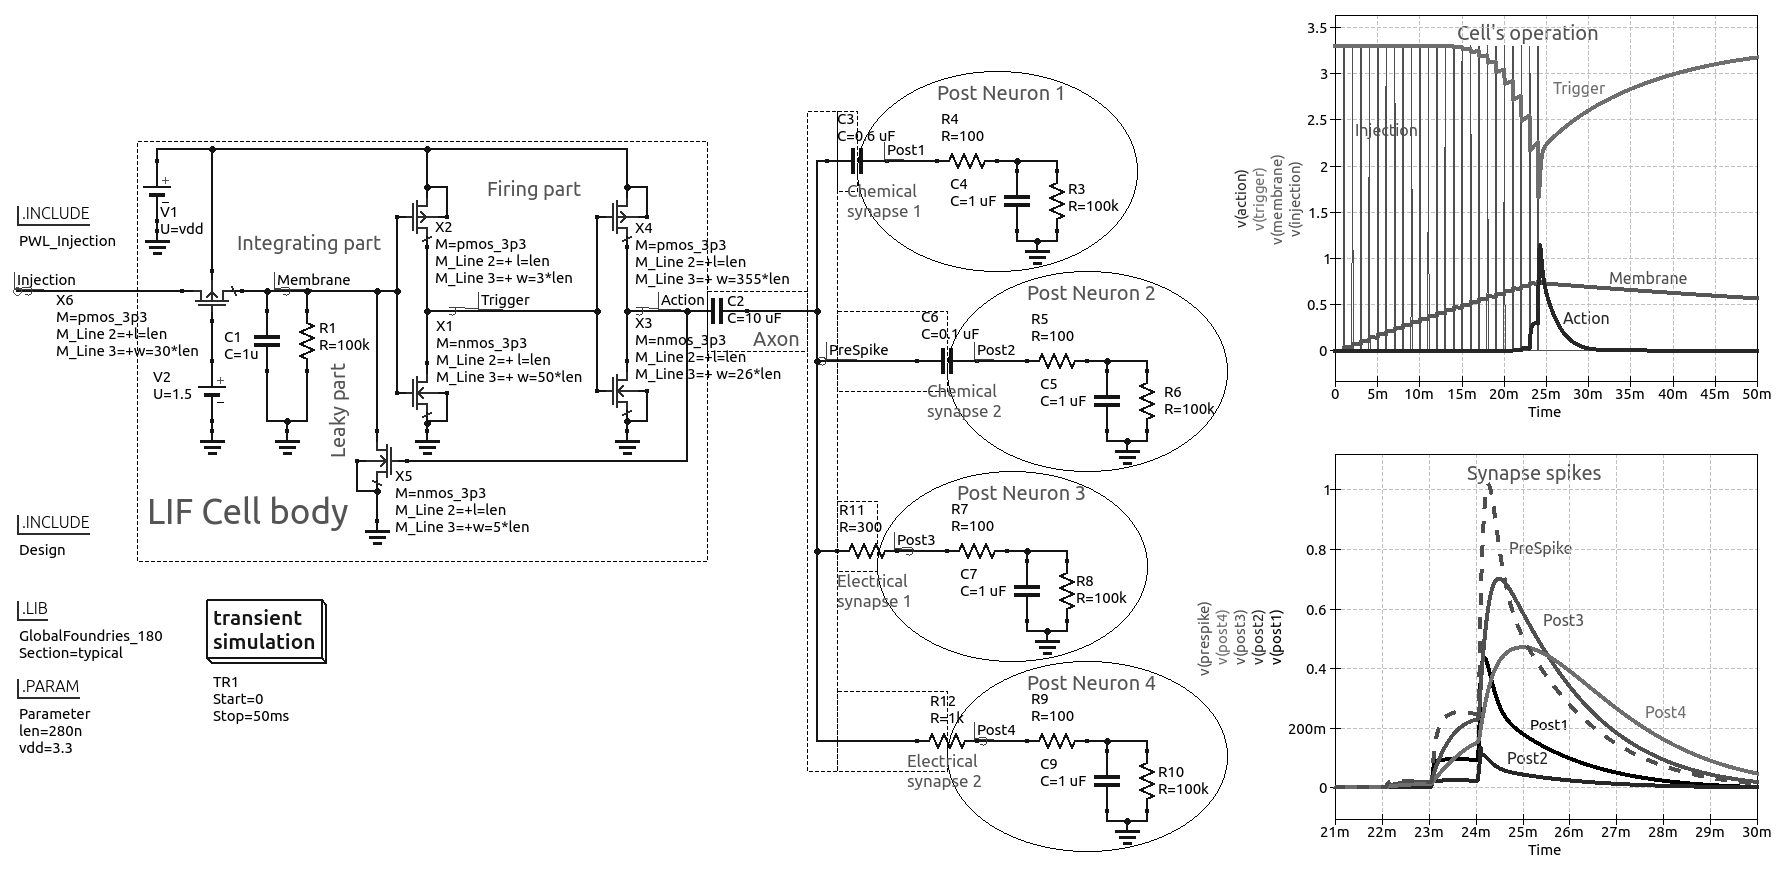 .INCLUDE
PWL_Injection
Injection
X6
M=pmos_3p3
M_Line 2=+l=len
M_Line 3=+w=30*len
V1
U=vdd
Integrating part
Membrane
C1
C=1u
R1
R=100k
V2
U=1.5
Leaky part
Firing part
X2
M=pmos_3p3
M_Line 2=+ l=len
M_Line 3=+ w=3*len
Trigger
X1
M=nmos_3p3
M_Line 2=+ l=len
M_Line 3=+ w=50*len
X4
M=pmos_3p3
M_Line 2=+l=len
M_Line 3=+ w=355*len
Action
X3
M=nmos_3p3
M_Line 2=+l=len
M_Line 3=+ w=26*len
C2
C=10 uF
Axon
X5
M=nmos_3p3
M_Line 2=+l=len
M_Line 3=+w=5*len
LIF Cell body
.INCLUDE
Design
.LIB
GlobalFoundries_180
Section=typical
.PARAM
Parameter
len=280n
vdd=3.3
transient
simulation
TR1
Start=0
Stop=50ms
C3
C=0.6 uF
Post1
Chemical
synapse 1
Post Neuron 1
R4
R=100
C4
C=1 uF
R3
R=100k
PreSpike
C6
C=0.1 uF
Post2
Chemical
synapse 2
Post Neuron 2
R5
R=100
C5
C=1 uF
R6
R=100k
R11
R=300
Post3
Electrical
synapse 1
Post Neuron 3
R7
R=100
C7
C=1 uF
R8
R=100k
R12
R=1k
Post4
Electrical
synapse 2
Post Neuron 4
R9
R=100
C9
C=1 uF
R10
R=100k
Cell's operation
v(action)
v(trigger)
v(membrane)
v(injection)
3.5
3
2.5
2
1.5
1
0.5
0
Injection
Trigger
Membrane
Action
0 5m 10m 15m 20m 25m 30m 35m 40m 45m 50m
Time
Synapse spikes
v(prespike)
v(post4)
v(post3)
v(post2)
v(post1)
1
0.8
0.6
0.4
200m
0
PreSpike
Post3
Post4
Post1
Post2
21m 22m 23m 24m 25m 26m 27m 28m 29m 30m
Time